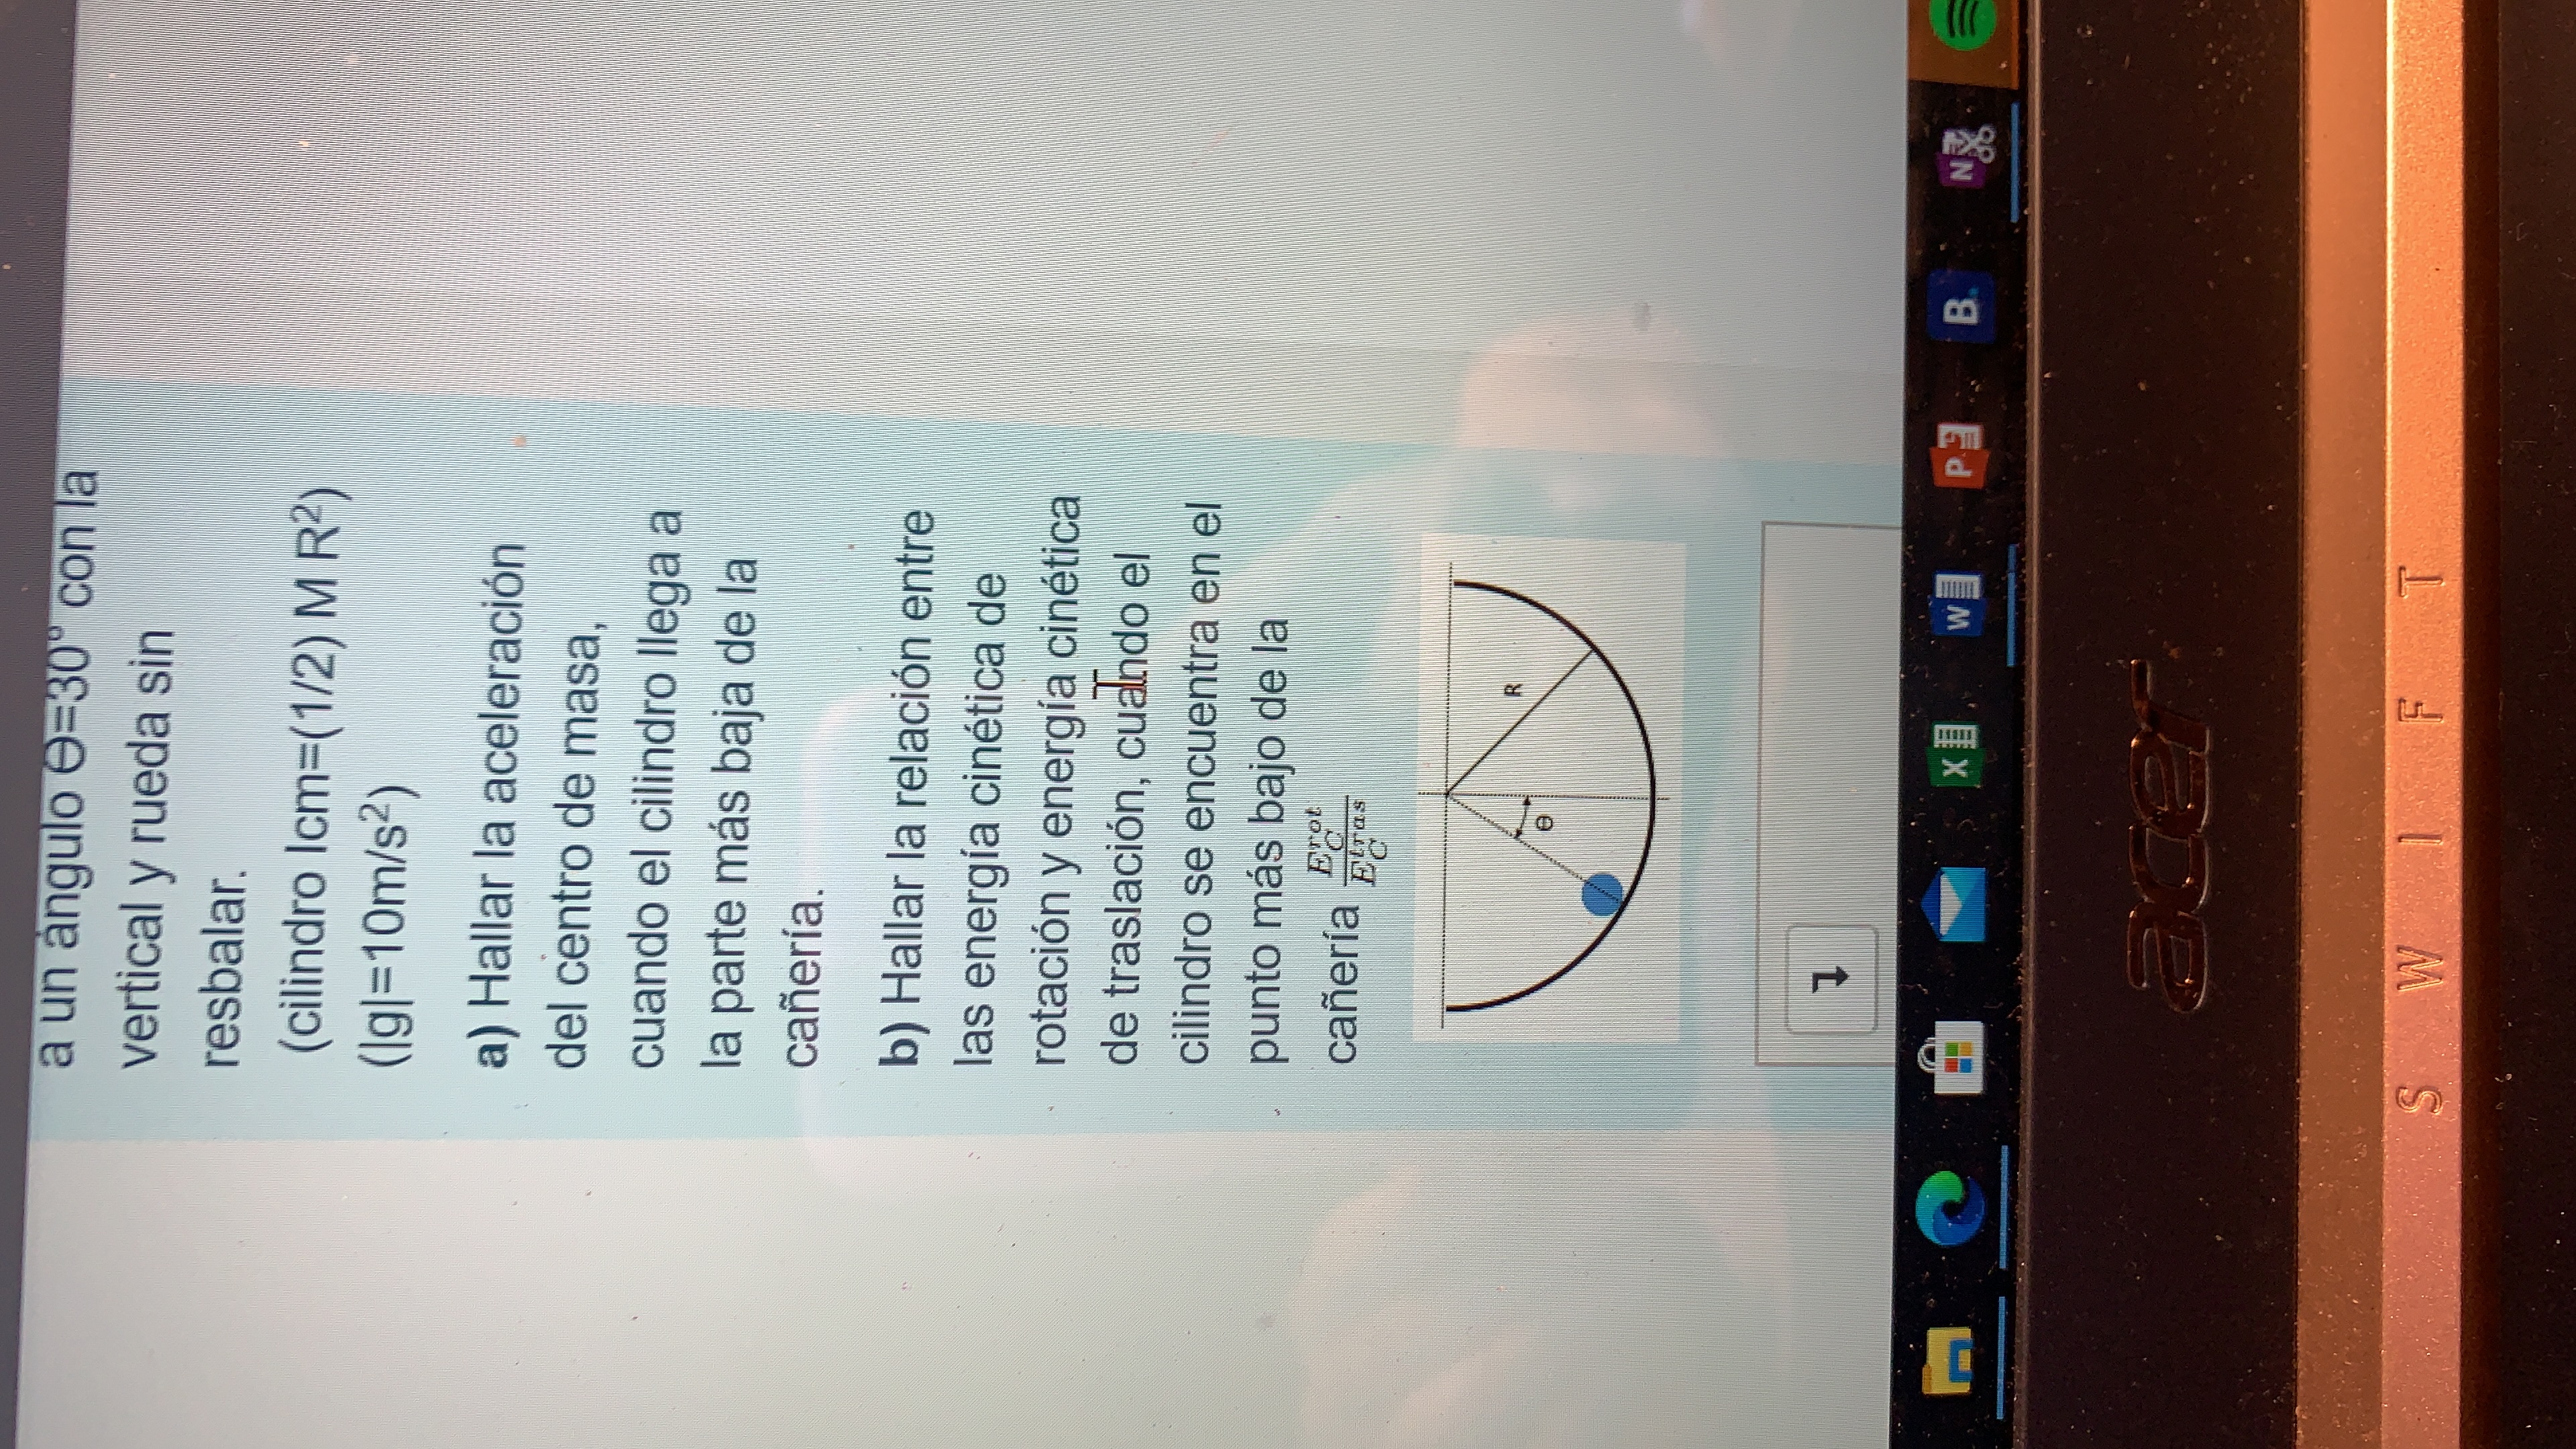 a un ángulo Ɵ=30° con la
vertical y rueda sin
resbalar.
(cilindro Icm=(1/2) M R²)
(|g|=10m/s²)
a) Hallar la aceleración
del centro de masa,
cuando el cilindro llega a
la parte más baja de la
cañería.
b) Hallar la relación entre
las energía cinética de
rotación y energía cinética
de traslación, cuando el
cilindro se encuentra en el
punto más bajo de la
cañería E_C^rot / E_C^tras
R
Ɵ
X W P B. N
acer
SWIFT